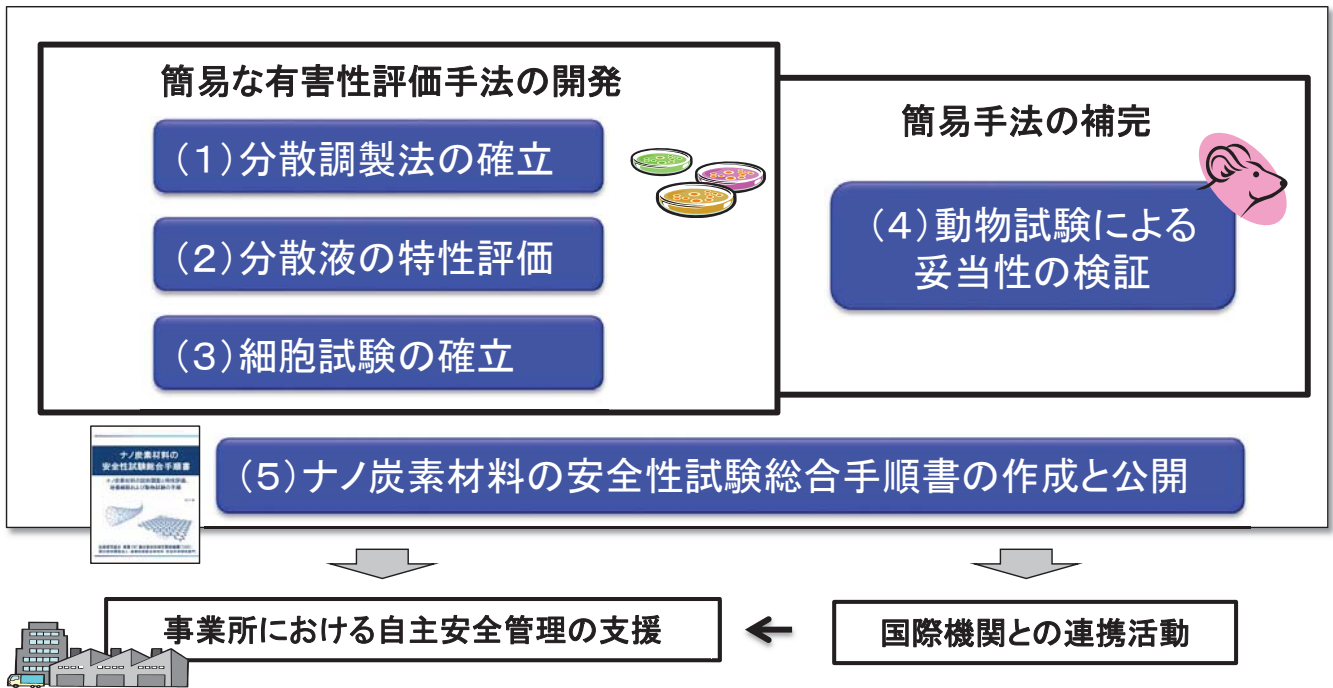 簡易な有害性評価手法の開発
（１）分散調製法の確立
（２）分散液の特性評価
（３）細胞試験の確立
簡易手法の補完
（４）動物試験による
妥当性の検証
ナノ炭素材料の
安全性試験総合手順書
（５）ナノ炭素材料の安全性試験総合手順書の作成と公開
事業所における自主安全管理の支援
国際機関との連携活動